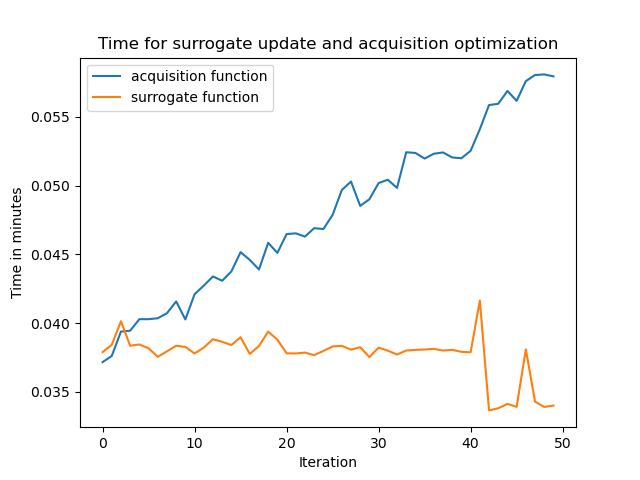 Time for surrogate update and acquisition optimization
acquisition function
surrogate function
0.055
0.050
0.045
0.040
0.035
Time in minutes
0 10 20 30 40 50
Iteration